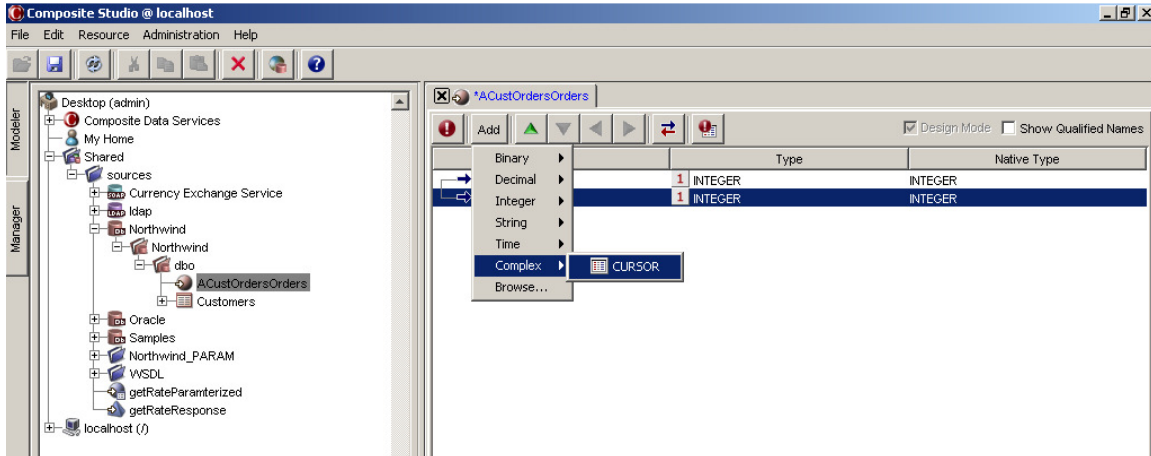 Composite Studio @ localhost
File Edit Resource Administration Help
Modeler
Manager
Desktop (admin)
Composite Data Services
My Home
Shared
sources
Currency Exchange Service
ldap
Northwind
Northwind
dbo
ACustOrdersOrders
Customers
Oracle
Samples
Northwind_PARAM
WSDL
getRateParamterized
getRateResponse
localhost (/)
*ACustOrdersOrders
Add Design Mode Show Qualified Names
Type Native Type
1 INTEGER INTEGER
1 INTEGER INTEGER
Binary
Decimal
Integer
String
Time
Complex CURSOR
Browse...